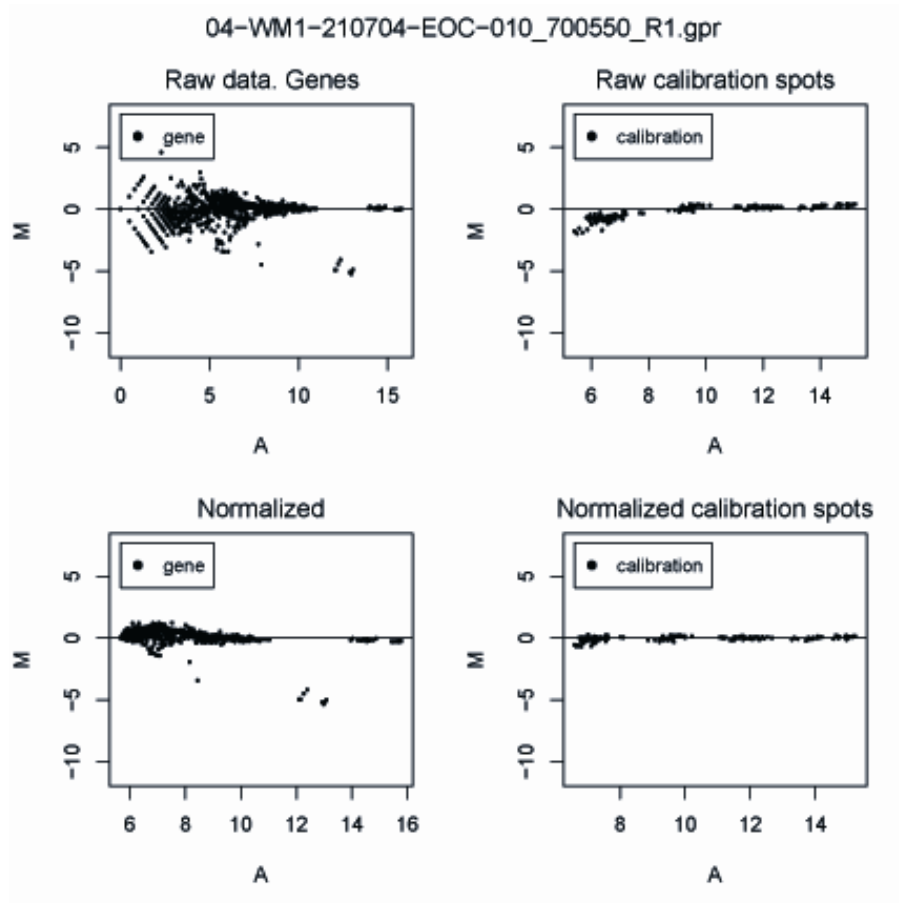 04−WM1−210704−EOC−010_700550_R1.gpr
Raw data. Genes
gene
5
0
−5
−10
M
0 5 10 15
A
Raw calibration spots
calibration
5
0
−5
−10
M
6 8 10 12 14
A
Normalized
gene
5
0
−5
−10
M
6 8 10 12 14 16
A
Normalized calibration spots
calibration
5
0
−5
−10
M
8 10 12 14
A